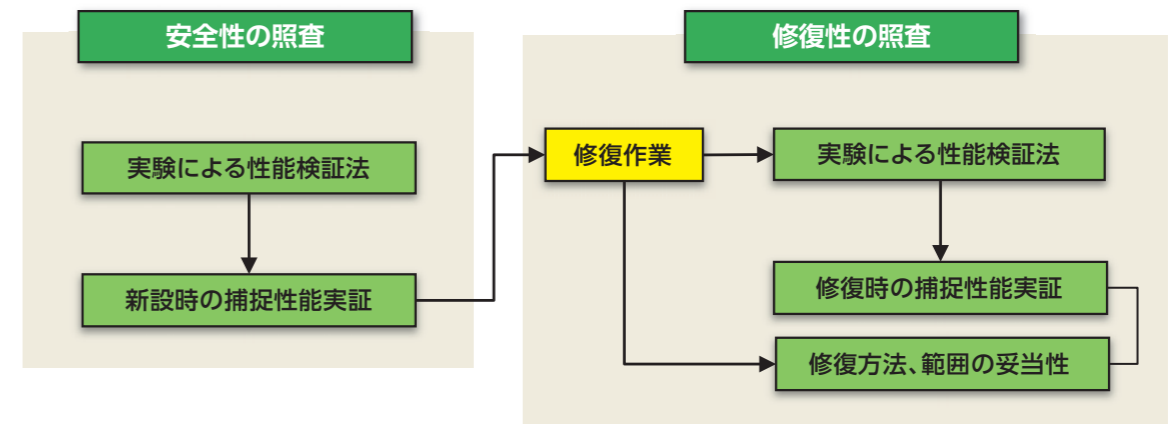 安全性の照査
実験による性能検証法
新設時の捕捉性能実証
修復性の照査
修復作業
実験による性能検証法
修復時の捕捉性能実証
修復方法、範囲の妥当性